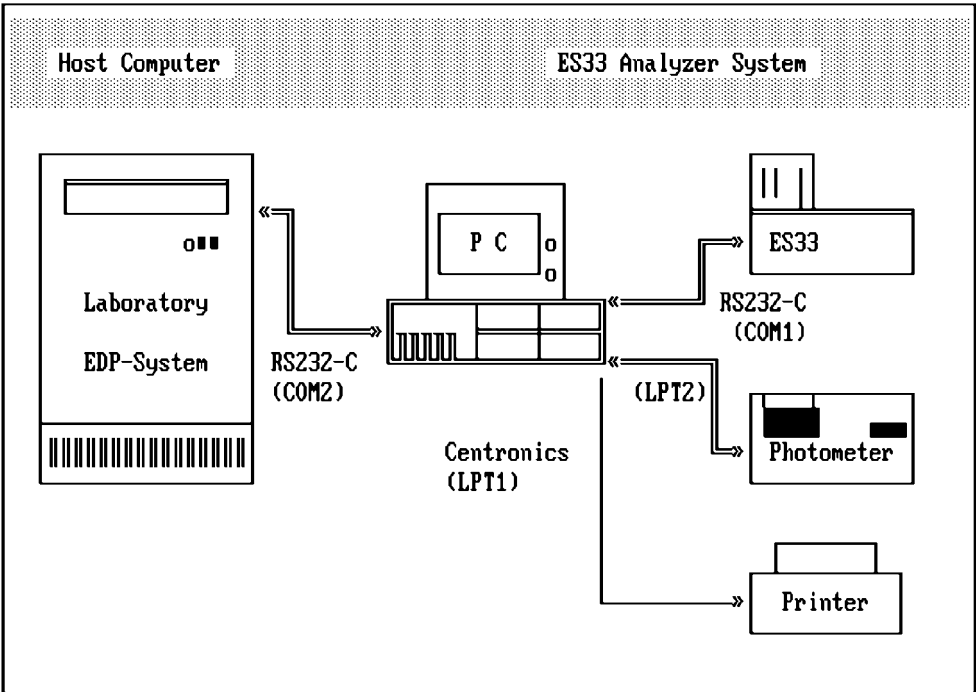 Host Computer
ES33 Analyzer System
P C
ES33
Laboratory
EDP-System
RS232-C
(COM2)
RS232-C
(COM1)
(LPT2)
Centronics
(LPT1)
Photometer
Printer